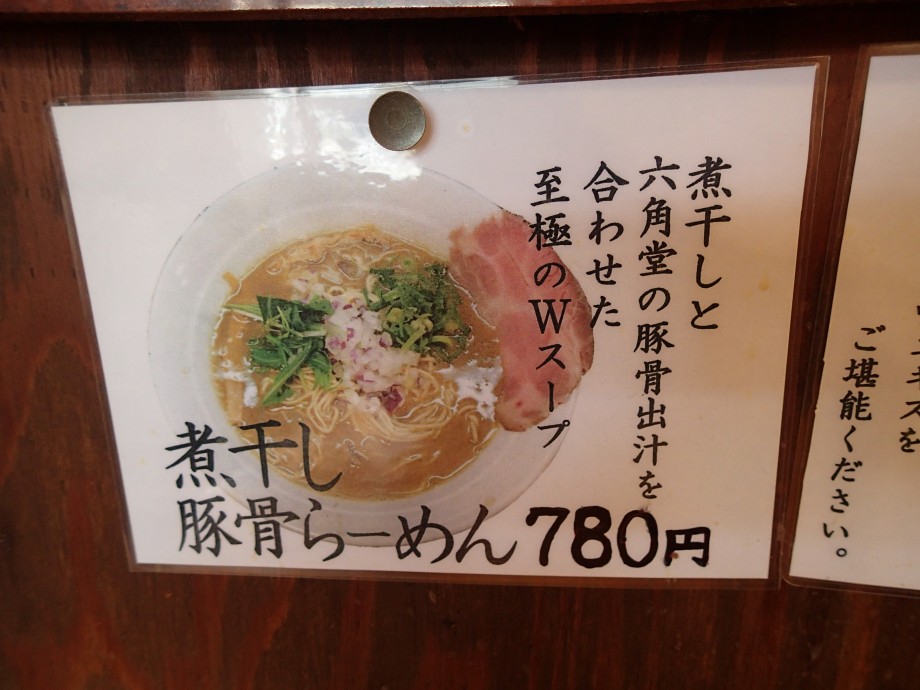 煮干しと
六角堂の豚骨出汁を
合わせた
至極のWスープ
煮干し
豚骨らーめん780円
ご堪能ください。